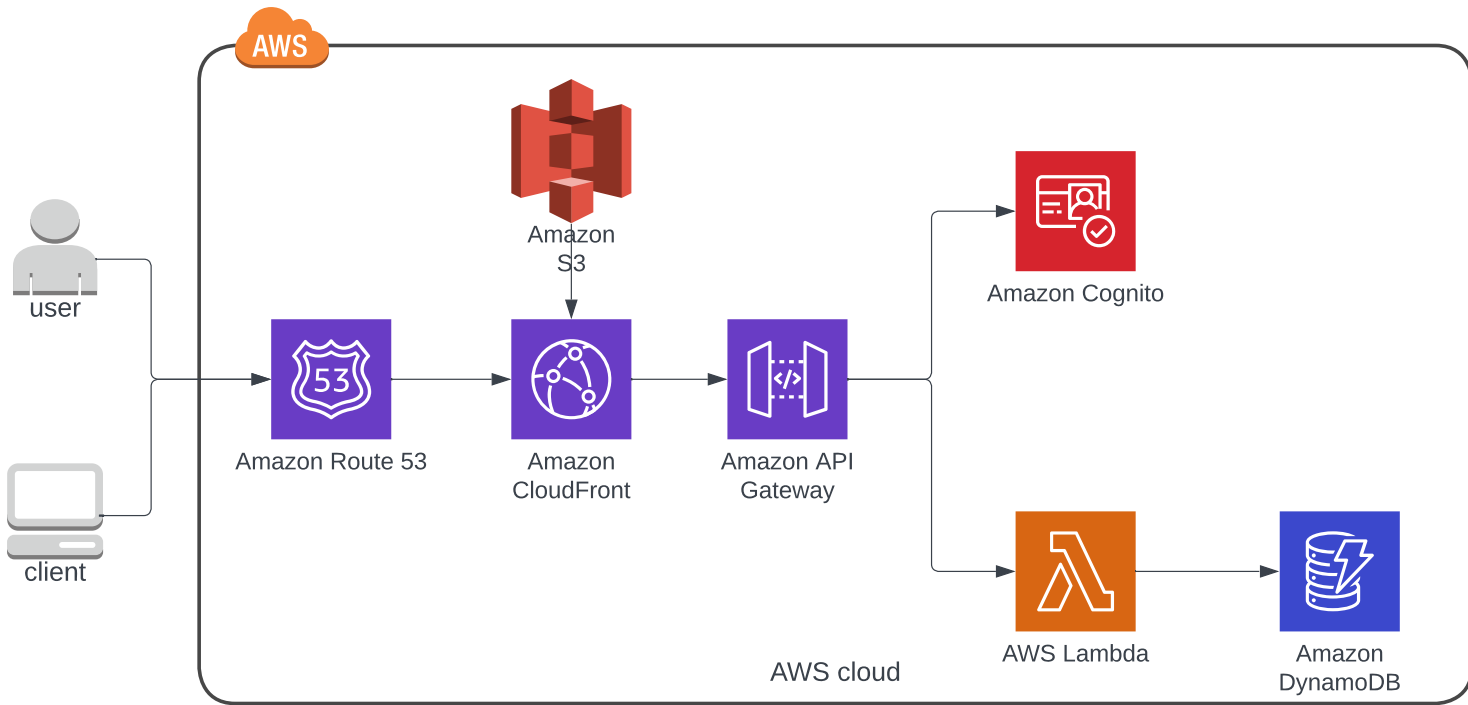 AWS
Amazon
S3
Amazon Cognito
user
53
Amazon Route 53
Amazon
CloudFront
</>
Amazon API
Gateway
client
AWS Lambda
Amazon
DynamoDB
AWS cloud